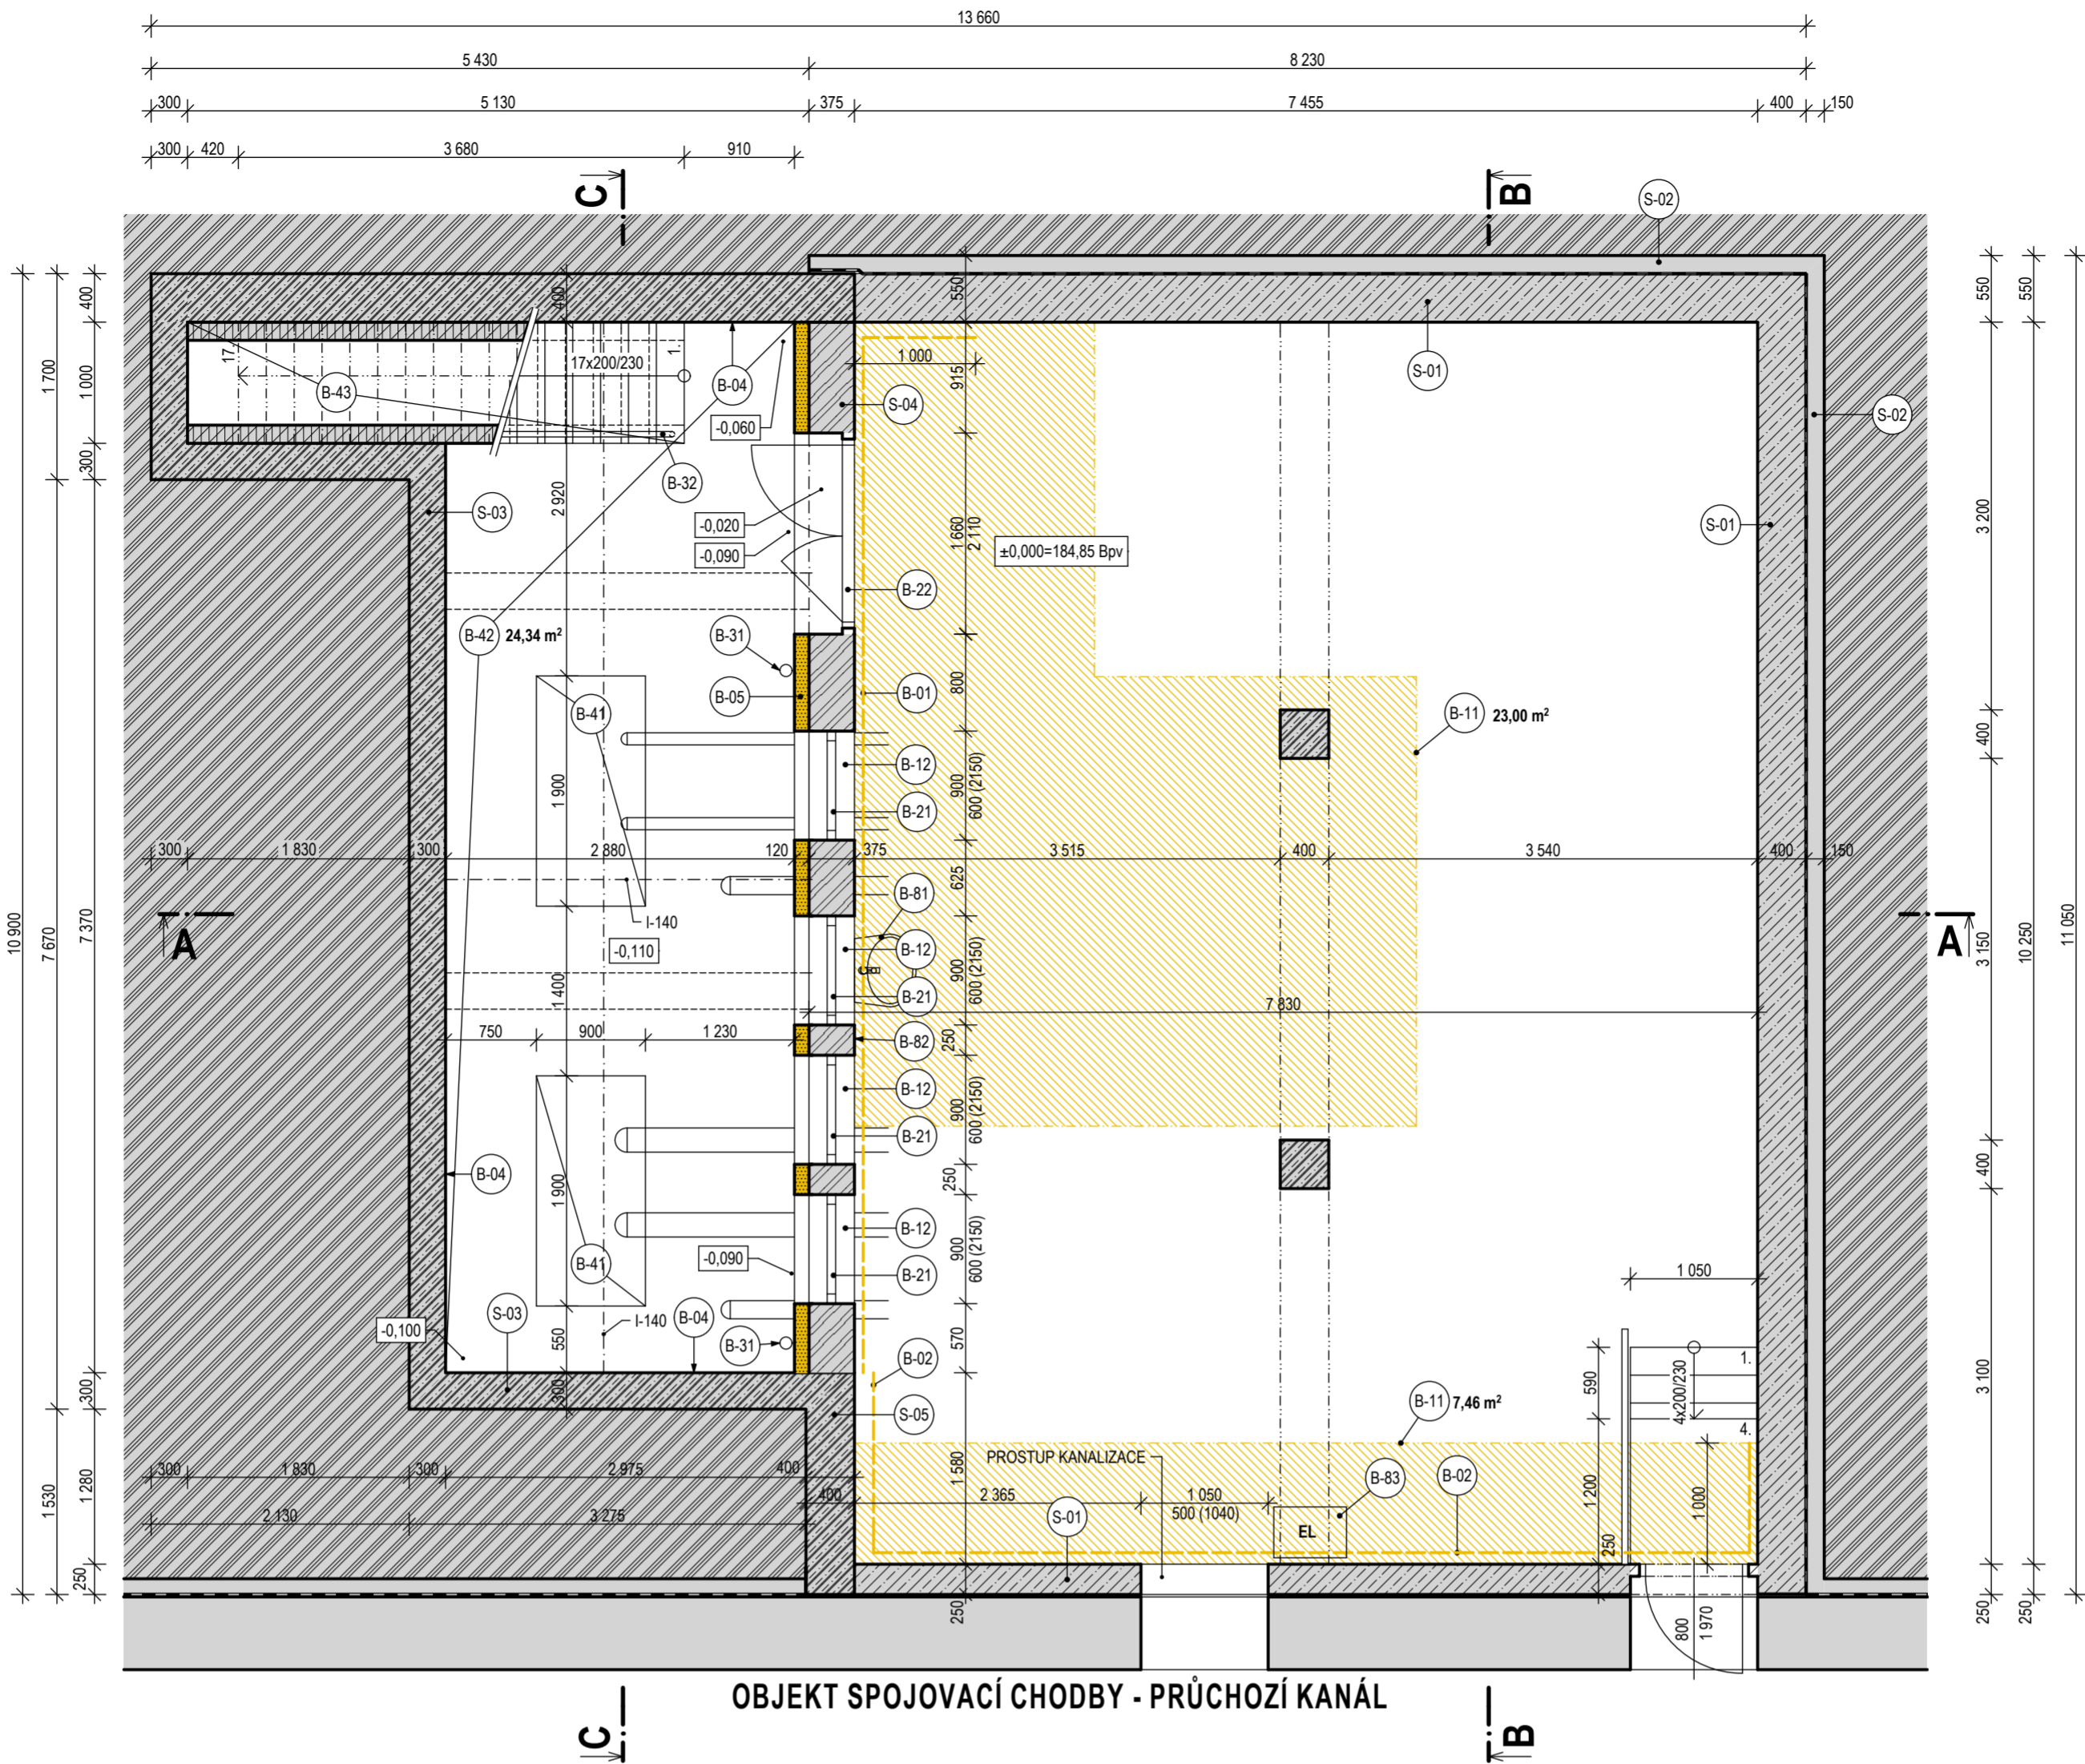 13 660
5 430
8 230
300
5 130
375
7 455
400
150
300
420
3 680
910
C
B
S-02
10 900
1 700
7 670
1 530
400
1 000
300
7 370
300
1 280
250
400
550
17.
17x200/230
1.
B-43
B-04
-0,060
1 000
915
S-04
S-01
S-02
550
550
B-32
S-03
2 920
-0,020
-0,090
1 660
2 110
±0,000=184,85 Bpv
S-01
3 200
B-22
B-42
24,34 m²
B-31
B-05
B-01
800
B-41
B-11
23,00 m²
400
B-12
1 900
900
600 (2150)
B-21
300
1 830
300
2 880
120
375
3 515
400
3 540
400
150
625
B-81
I-140
A
-0,110
B-12
900
600 (2150)
B-21
A
3 150
10 250
11 050
1 400
7 830
750
900
1 230
250
B-82
B-12
900
600 (2150)
B-21
B-04
1 900
250
400
B-12
900
600 (2150)
-0,090
B-41
B-21
1 050
S-03
B-04
-0,100
I-140
B-31
550
570
B-02
590
4x200/230
1.
4.
3 100
300
S-05
B-11
7,46 m²
PROSTUP KANALIZACE
300
1 830
300
2 975
400
1 580
B-83
B-02
1 200
1 000
400
2 365
1 050
500 (1040)
2 130
3 275
S-01
EL
250
250
250
250
800
1 970
OBJEKT SPOJOVACÍ CHODBY - PRŮCHOZÍ KANÁL
C
B